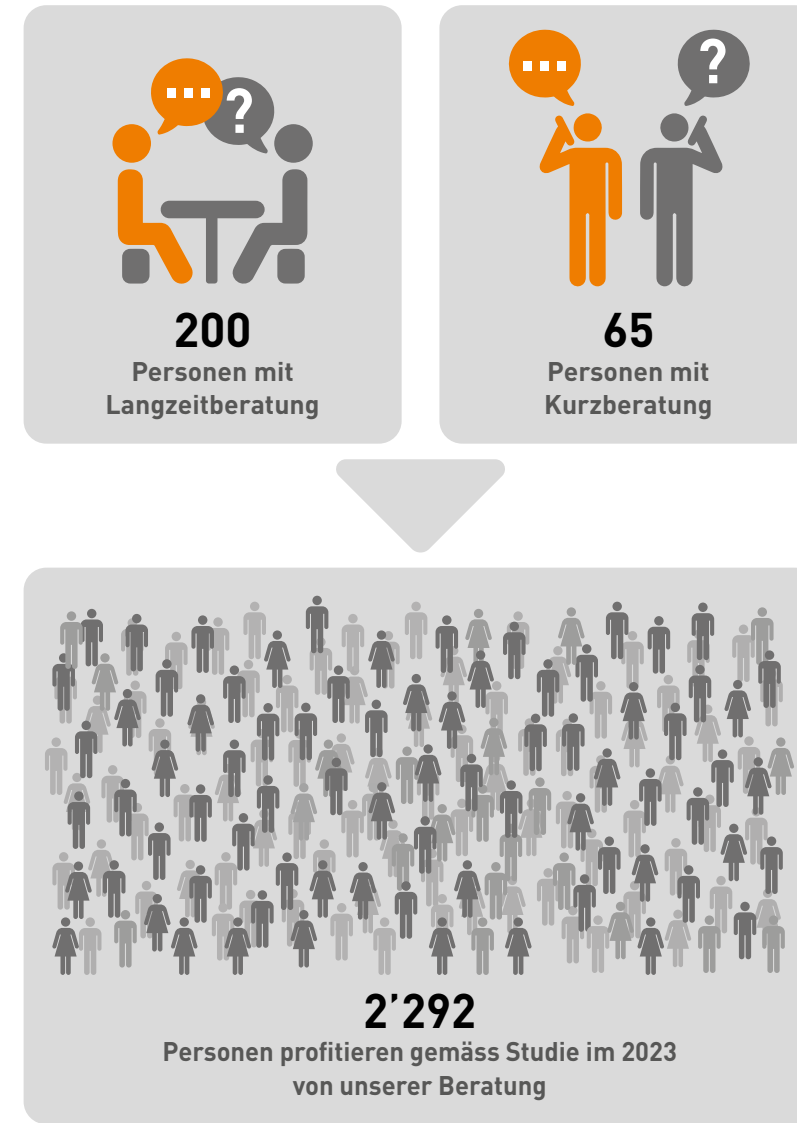 ...
?
...
?
200
Personen mit
Langzeitberatung
65
Personen mit
Kurzberatung
2’292
Personen profitieren gemäss Studie im 2023
von unserer Beratung